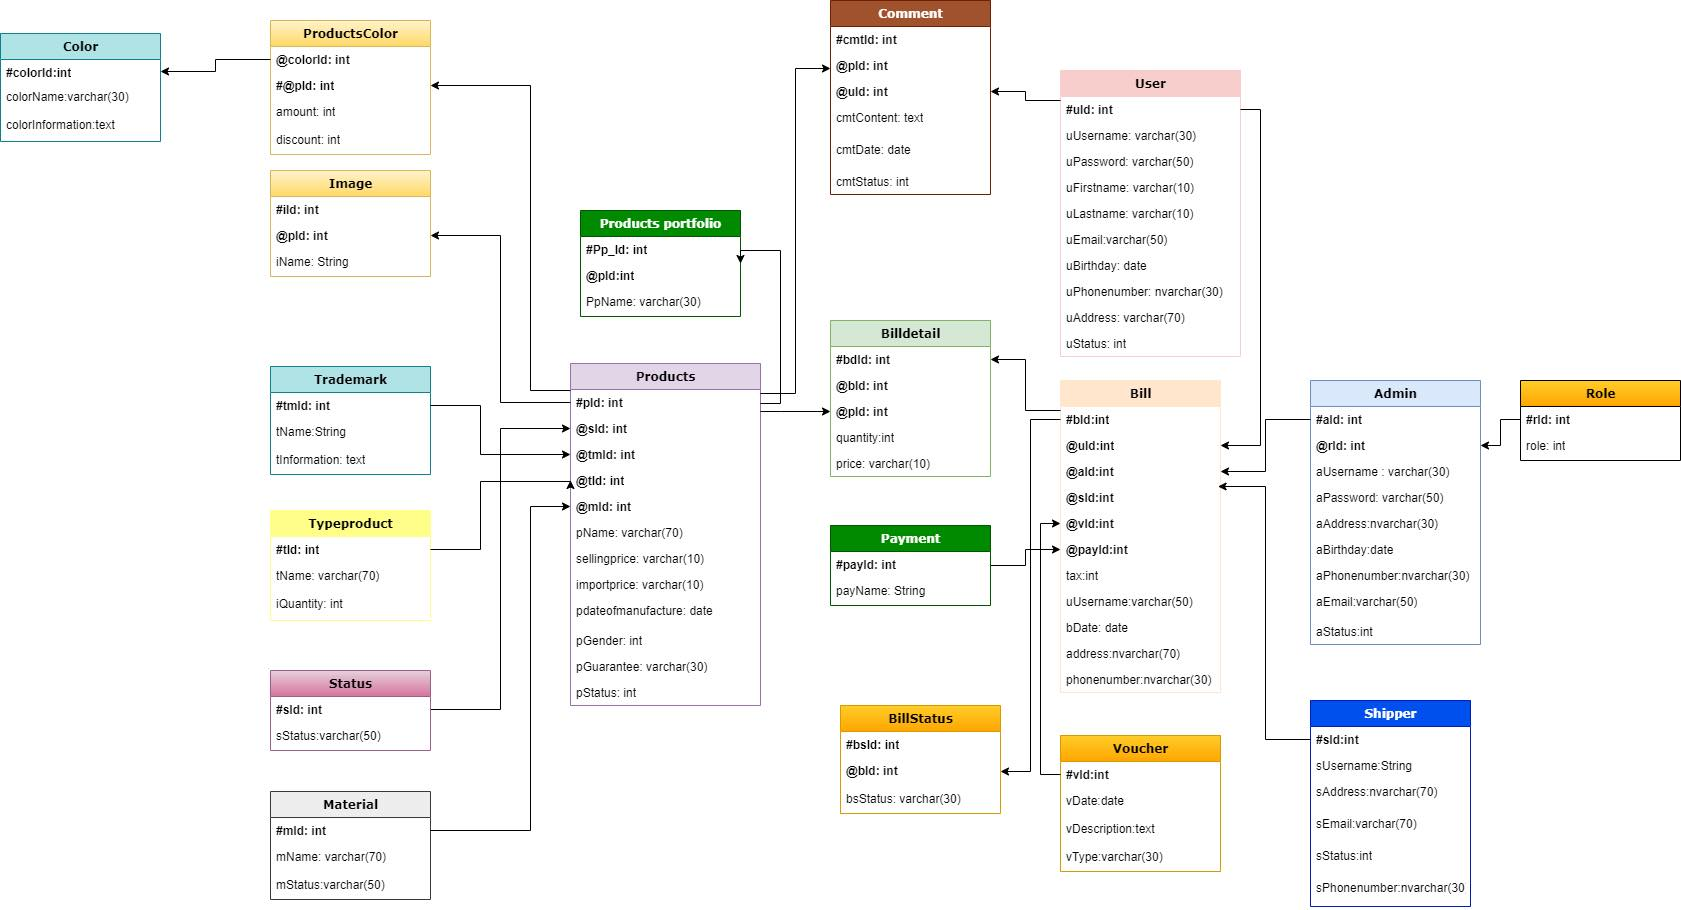 Color
#colorId:int
colorName:varchar(30)
colorInformation:text
ProductsColor
@colorId: int
#@pId: int
amount: int
discount: int
Image
#iId: int
@pId: int
iName: String
Trademark
#tmId: int
tName:String
tInformation: text
Typeproduct
#tId: int
tName: varchar(70)
iQuantity: int
Status
#sId: int
sStatus:varchar(50)
Material
#mId: int
mName: varchar(70)
mStatus:varchar(50)
Products portfolio
#Pp_Id: int
@pId:int
PpName: varchar(30)
Products
#pId: int
@sId: int
@tmId: int
@tId: int
@mId: int
pName: varchar(70)
sellingprice: varchar(10)
importprice: varchar(10)
pdateofmanufacture: date
pGender: int
pGuarantee: varchar(30)
pStatus: int
Comment
#cmtId: int
@pId: int
@uId: int
cmtContent: text
cmtDate: date
cmtStatus: int
Billdetail
#bdId: int
@bId: int
@pId: int
quantity:int
price: varchar(10)
Payment
#payId: int
payName: String
BillStatus
#bsId: int
@bId: int
bsStatus: varchar(30)
User
#uId: int
uUsername: varchar(30)
uPassword: varchar(50)
uFirstname: varchar(10)
uLastname: varchar(10)
uEmail:varchar(50)
uBirthday: date
uPhonenumber: nvarchar(30)
uAddress: varchar(70)
uStatus: int
Bill
#bId:int
@uId:int
@aId:int
@sId:int
@vId:int
@payId:int
tax:int
uUsername:varchar(50)
bDate: date
address:nvarchar(70)
phonenumber:nvarchar(30)
Voucher
#vId:int
vDate:date
vDescription:text
vType:varchar(30)
Admin
#aId: int
@rId: int
aUsername : varchar(30)
aPassword: varchar(50)
aAddress:nvarchar(30)
aBirthday:date
aPhonenumber:nvarchar(30)
aEmail:varchar(50)
aStatus:int
Role
#rId: int
role: int
Shipper
#sId:int
sUsername:String
sAddress:nvarchar(70)
sEmail:varchar(70)
sStatus:int
sPhonenumber:nvarchar(30